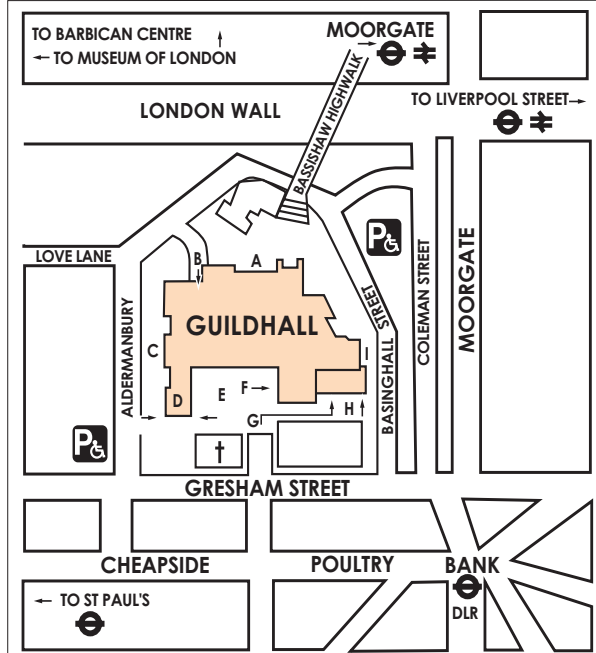 MOORGATE
TO BARBICAN CENTRE
TO MUSEUM OF LONDON
BASSISHAW HIGHWALK
TO LIVERPOOL STREET
LONDON WALL
P
LOVE LANE
B
A
ALDERMANBURY
GUILDHALL
BASINGHALL STREET
COLEMAN STREET
MOORGATE
C
I
D
E
F
G
H
P
GRESHAM STREET
CHEAPSIDE
POULTRY
BANK
TO ST PAUL'S
DLR